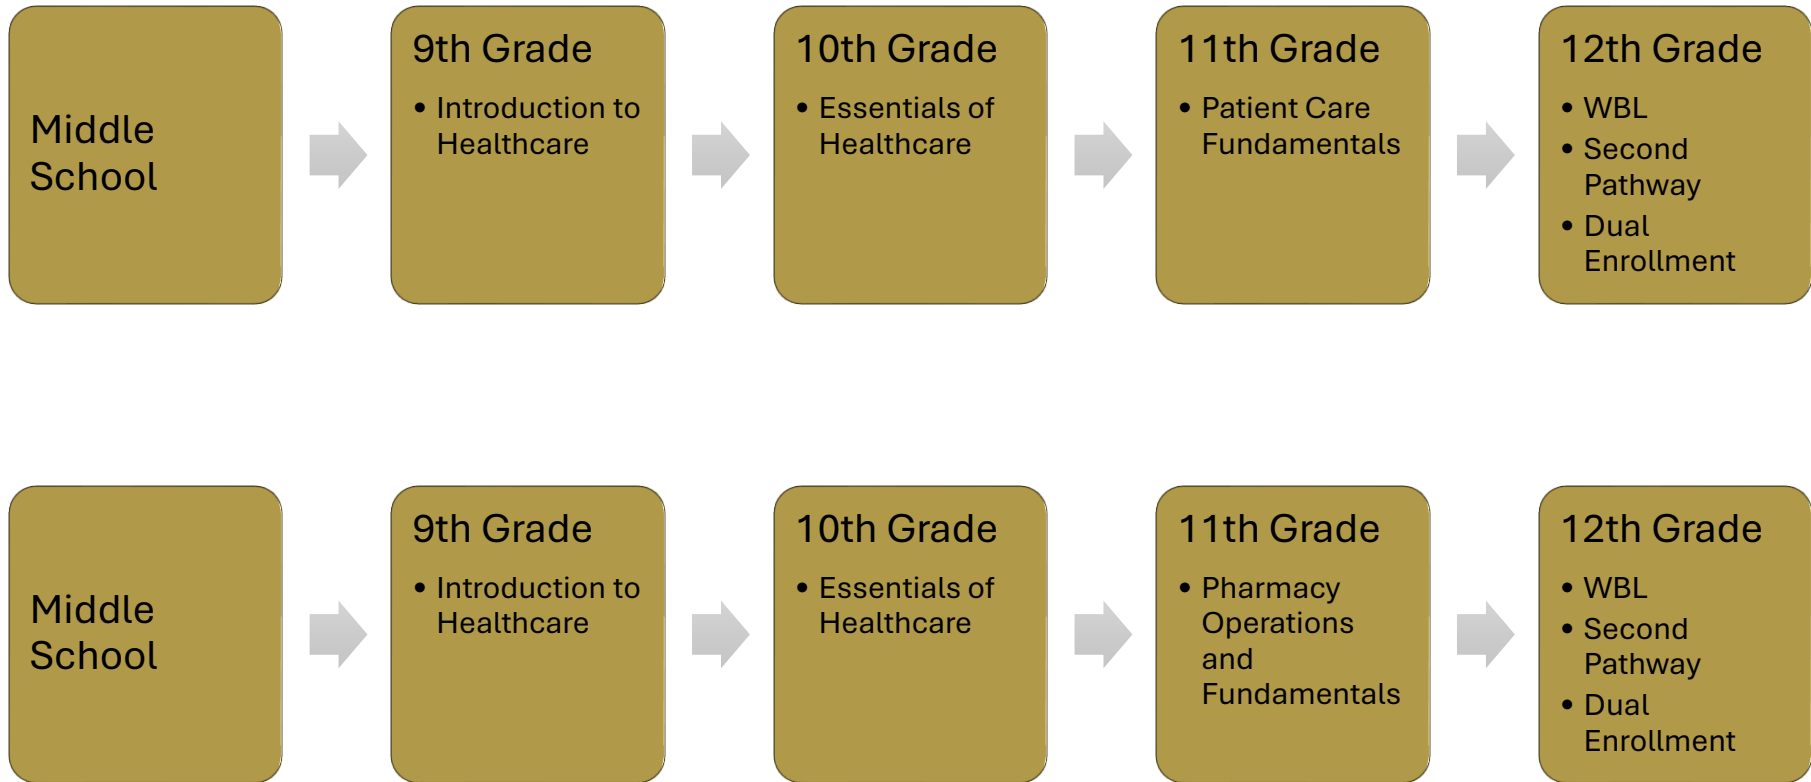 Middle
School
9th Grade
• Introduction to
Healthcare
10th Grade
• Essentials of
Healthcare
11th Grade
• Patient Care
Fundamentals
12th Grade
• WBL
• Second
Pathway
• Dual
Enrollment
Middle
School
9th Grade
• Introduction to
Healthcare
10th Grade
• Essentials of
Healthcare
11th Grade
• Pharmacy
Operations
and
Fundamentals
12th Grade
• WBL
• Second
Pathway
• Dual
Enrollment